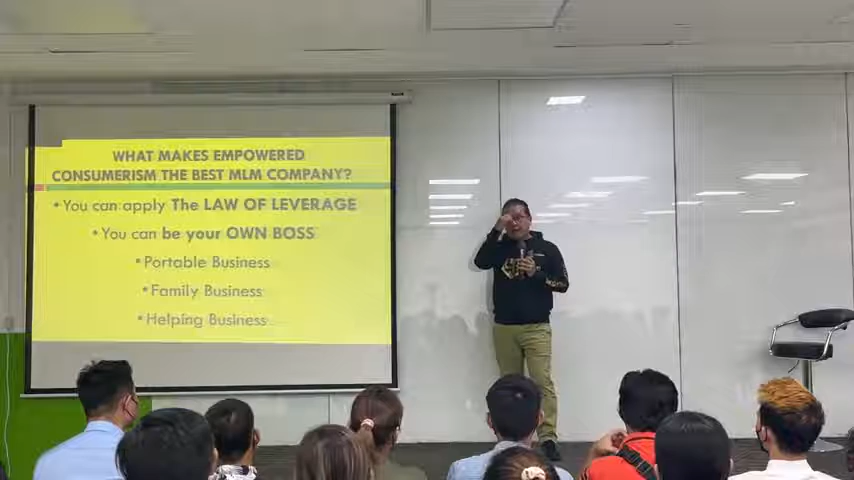 WHAT MAKES EMPOWERED
CONSUMERISM THE BEST MLM COMPANY?
• You can apply The LAW OF LEVERAGE
• You can be your OWN BOSS
• Portable Business
• Family Business
• Helping Business